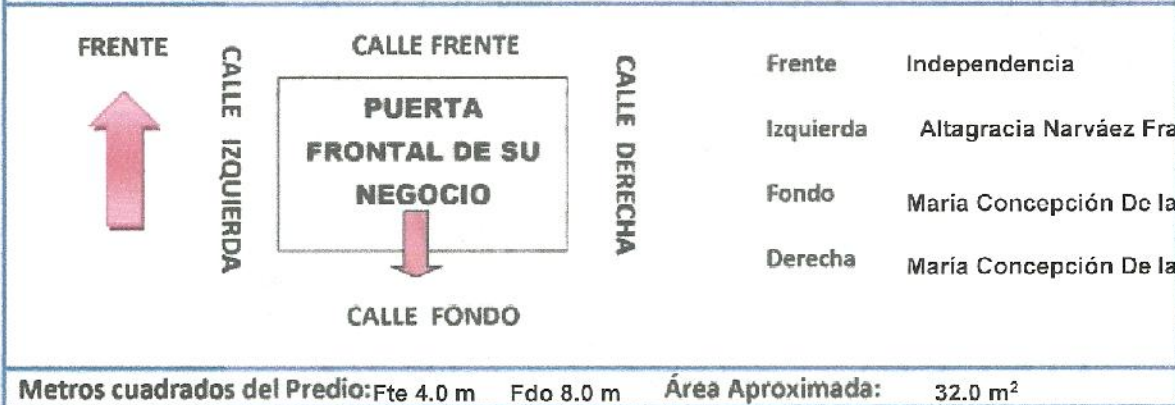 FRENTE
CALLE IZQUIERDA
CALLE FRENTE
PUERTA
FRONTAL DE SU
NEGOCIO
CALLE DERECHA
CALLE FONDO
Frente Independencia
Izquierda Altagracia Narváez Fra
Fondo Maria Concepción De la
Derecha María Concepción De la
Metros cuadrados del Predio: Fte 4.0 m Fdo 8.0 m Área Aproximada: 32.0 m²